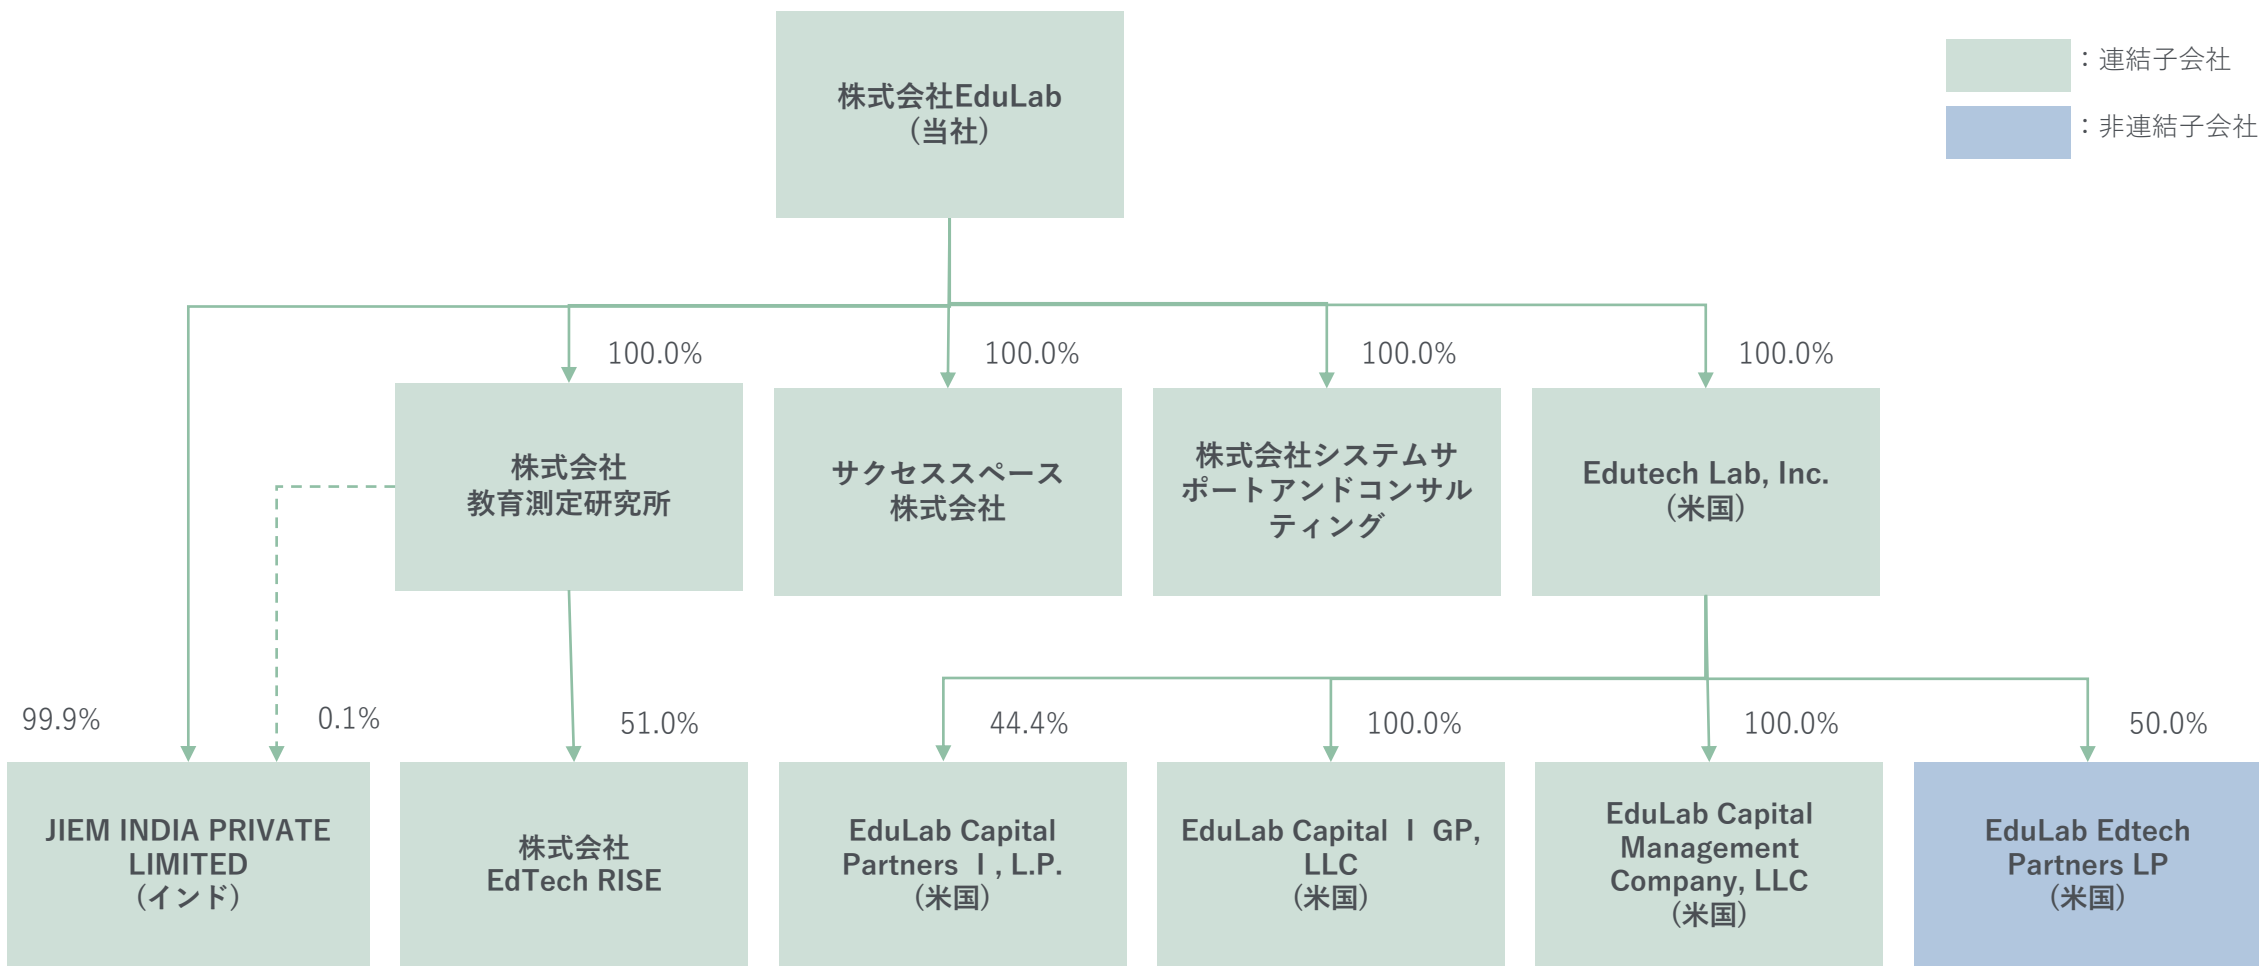 株式会社EduLab
（当社）
：連結子会社
：非連結子会社
100.0%
100.0%
100.0%
100.0%
株式会社
教育測定研究所
サクセススペース
株式会社
株式会社システムサ
ポートアンドコンサル
ティング
Edutech Lab, Inc.
（米国）
99.9%
0.1%
51.0%
44.4%
100.0%
100.0%
50.0%
JIEM INDIA PRIVATE
LIMITED
（インド）
株式会社
EdTech RISE
EduLab Capital
Partners Ⅰ, L.P.
（米国）
EduLab Capital Ⅰ GP,
LLC
（米国）
EduLab Capital
Management
Company, LLC
（米国）
EduLab Edtech
Partners LP
（米国）